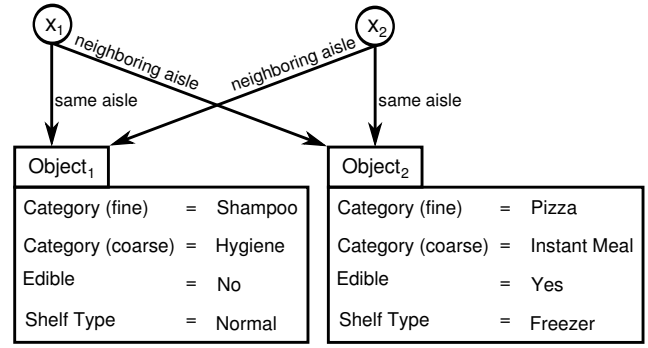 X1
X2
neighboring aisle
neighboring aisle
same aisle
same aisle
Object1
Category (fine) = Shampoo
Category (coarse) = Hygiene
Edible = No
Shelf Type = Normal
Object2
Category (fine) = Pizza
Category (coarse) = Instant Meal
Edible = Yes
Shelf Type = Freezer